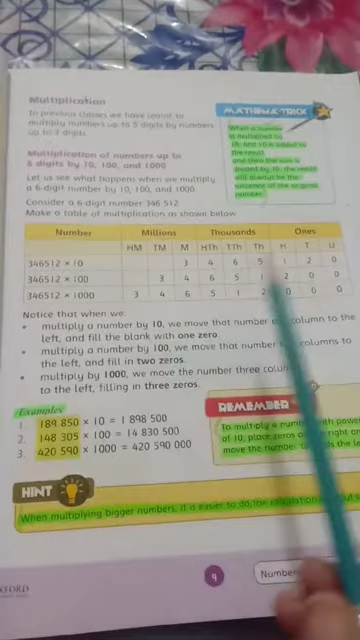 Multiplication
In previous classes we have learnt to
multiply numbers up to 5 digits by numbers
up to 3 digits.
Multiplication of numbers up to
6 digits by 10, 100, and 1000
Let us see what happens when we multiply
a 6-digit number by 10, 100, and 1000
Consider a 6-digit number 346 512
Make a table of multiplication as shown below
MATHEMA TRICK
When a number
is multiplied by
10, and 10 is added to
the result
and then the sum is
divided by 10, the result
will always be the
successor of the original
number.
Number Millions Thousands Ones
HM TM M HTh TTh Th H T U
346512 × 10 3 4 6 5 1 2 0
346512 × 100 3 4 6 5 1 2 0 0
346512 × 1000 3 4 6 5 1 2 0 0 0
Notice that when we:
• multiply a number by 10, we move that number column to the
left, and fill the blank with one zero
• multiply a number by 100, we move that number columns to
the left, and fill in two zeros.
• multiply by 1000, we move the number three
to the left, filling in three zeros.
Examples
1. 189 850 × 10 = 1 898 500
2. 148 305 × 100 = 14 830 500
3. 420 590 × 1000 = 420 590 000
REMEMBER
To multiply a number with power
of 10, place zeros on the right
move the number the
HINT
When multiplying bigger numbers, it is easier to do the calculation
OXFORD
9
Number